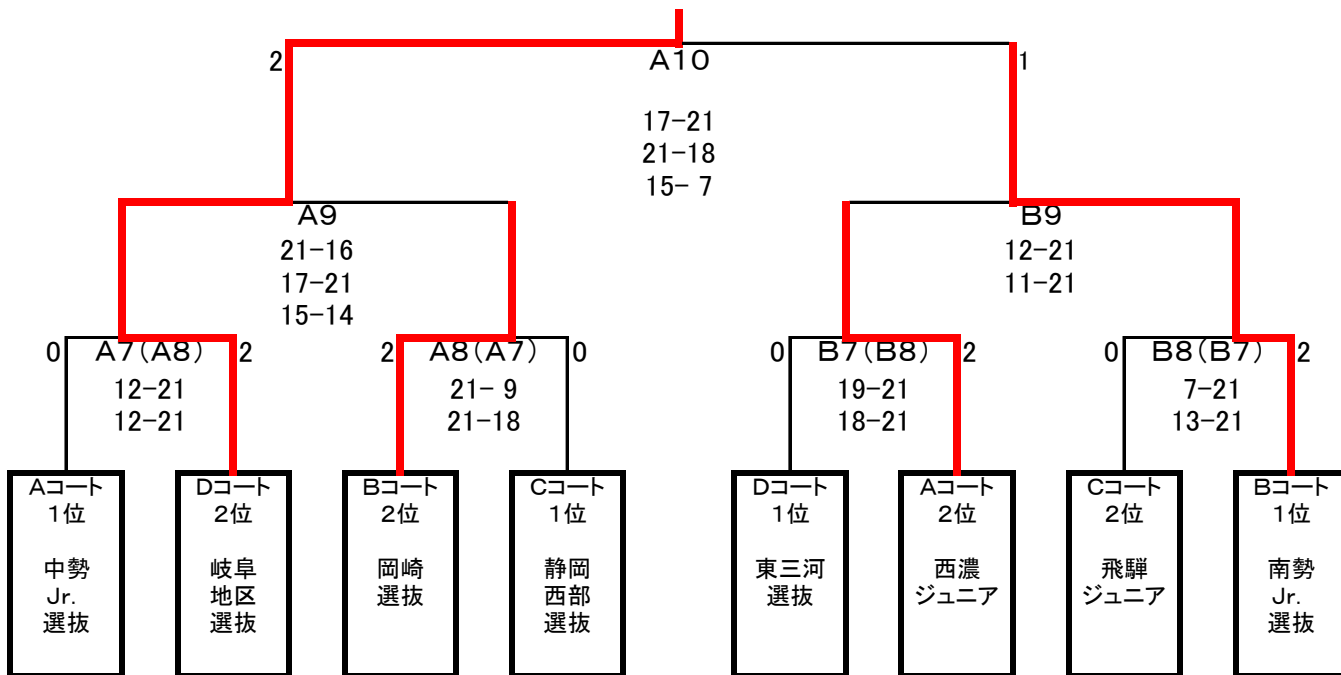 2
A10
1
17-21
21-18
15- 7
A9
21-16
17-21
15-14
B9
12-21
11-21
0
A7(A8)
2
12-21
12-21
2
A8(A7)
0
21- 9
21-18
0
B7(B8)
2
19-21
18-21
0
B8(B7)
2
7-21
13-21
Aコート
1位
中勢
Jr.
選抜
Dコート
2位
岐阜
地区
選抜
Bコート
2位
岡崎
選抜
Cコート
1位
静岡
西部
選抜
Dコート
1位
東三河
選抜
Aコート
2位
西濃
ジュニア
Cコート
2位
飛騨
ジュニア
Bコート
1位
南勢
Jr.
選抜